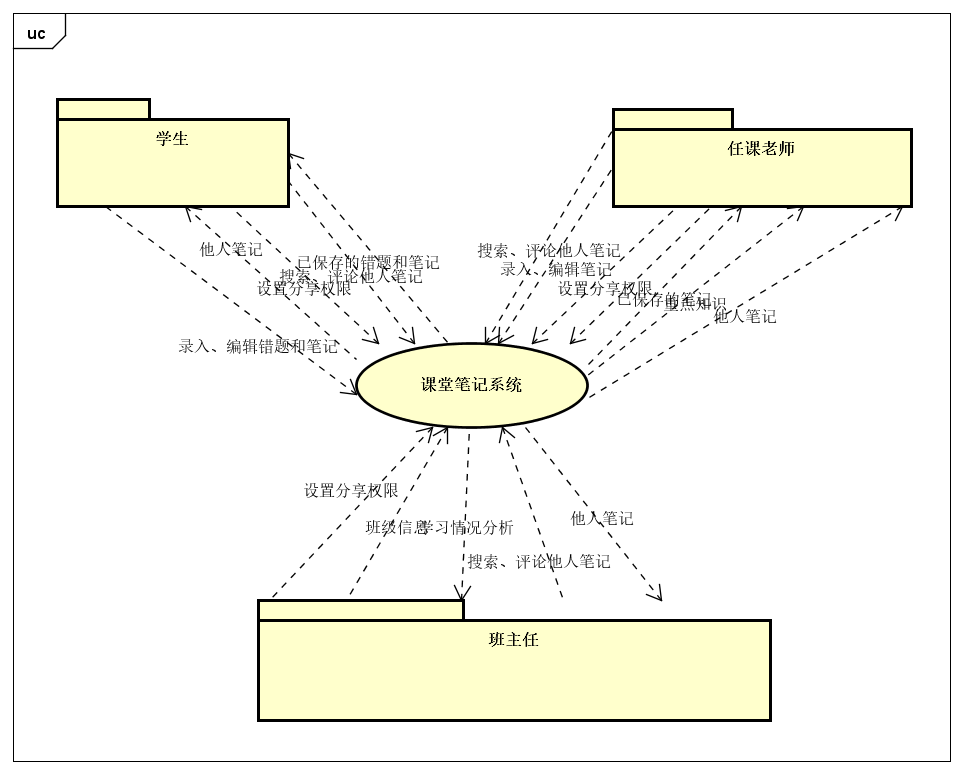 uc
学生
任课老师
他人笔记
已保存的错题和笔记
搜索、评论他人笔记
设置分享权限
录入、编辑错题和笔记
搜索、评论他人笔记
录入、编辑笔记
设置分享权限
已保存的笔记
重点知识
他人笔记
课堂笔记系统
设置分享权限
班级信息
学习情况分析
他人笔记
搜索、评论他人笔记
班主任